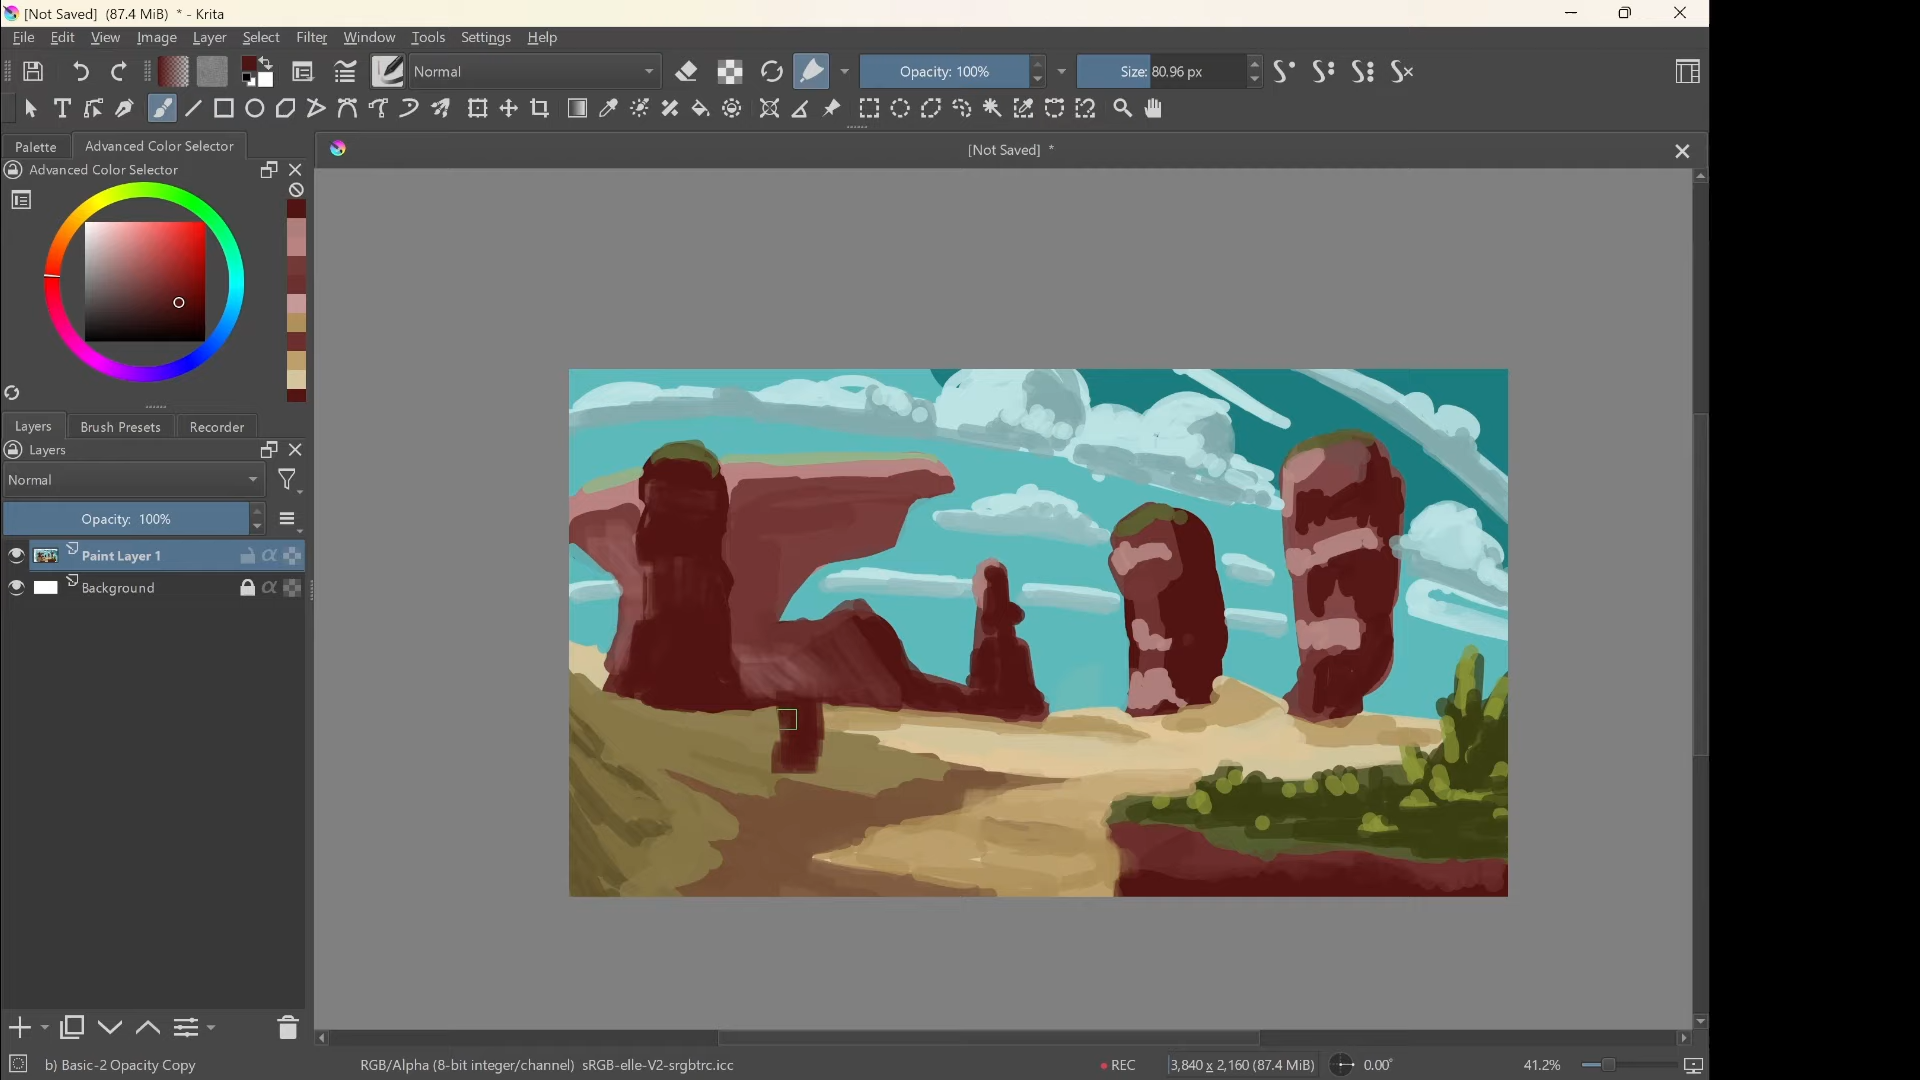 [Not Saved] (87.4 MiB) * - Krita
File Edit View Image Layer Select Filter Window Tools Settings Help
Normal Opacity: 100% Size: 80.96 px
Palette Advanced Color Selector
[Not Saved] *
Advanced Color Selector
Layers Brush Presets Recorder
Layers
Normal
Opacity: 100%
Paint Layer 1
Background
b) Basic-2 Opacity Copy RGB/Alpha (8-bit integer/channel) sRGB-elle-V2-srgbtrc.icc REC 3,840 x 2,160 (87.4 MiB) 0.00° 41.2%